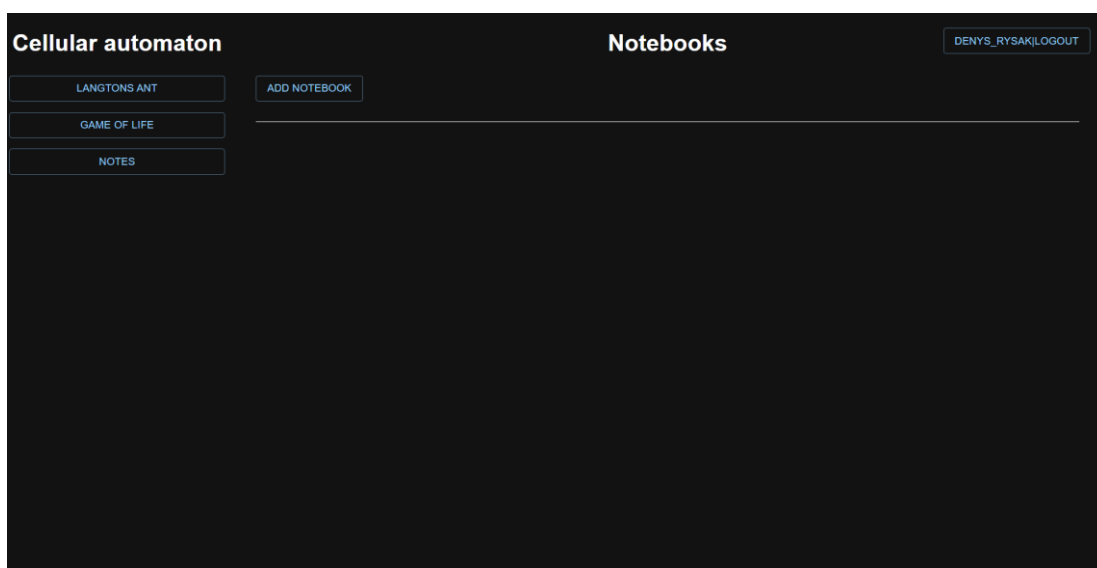 Cellular automaton
Notebooks
DENYS_RYSAK|LOGOUT
LANGTONS ANT
ADD NOTEBOOK
GAME OF LIFE
NOTES